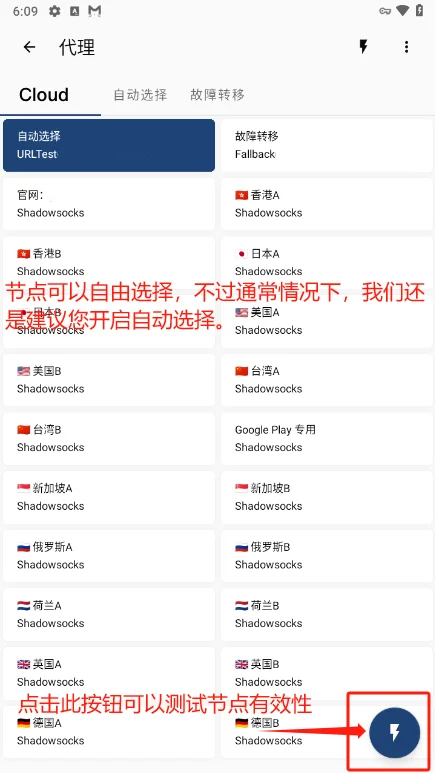 6:09
代理
Cloud 自动选择 故障转移
自动选择
URLTest
故障转移
Fallback
官网:
Shadowsocks
香港A
Shadowsocks
香港B
Shadowsocks
日本A
Shadowsocks
节点可以自由选择，不过通常情况下，我们还
是建议您开启自动选择。
日本B
Shadowsocks
美国A
Shadowsocks
美国B
Shadowsocks
台湾A
Shadowsocks
台湾B
Shadowsocks
Google Play 专用
Shadowsocks
新加坡A
Shadowsocks
新加坡B
Shadowsocks
俄罗斯A
Shadowsocks
俄罗斯B
Shadowsocks
荷兰A
Shadowsocks
荷兰B
Shadowsocks
英国A
Shadowsocks
英国B
Shadowsocks
点击此按钮可以测试节点有效性
德国A
Shadowsocks
德国B
Shadowsocks